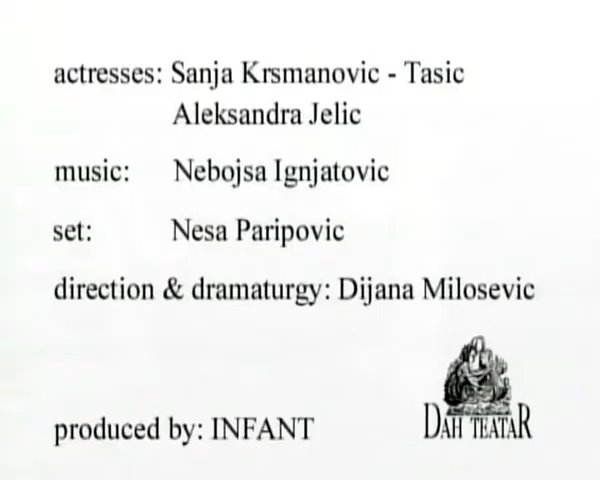 actresses: Sanja Krsmanovic - Tasic
Aleksandra Jelic
music: Nebojsa Ignjatovic
set: Nesa Paripovic
direction & dramaturgy: Dijana Milosevic
produced by: INFANT
DAH TEATAR